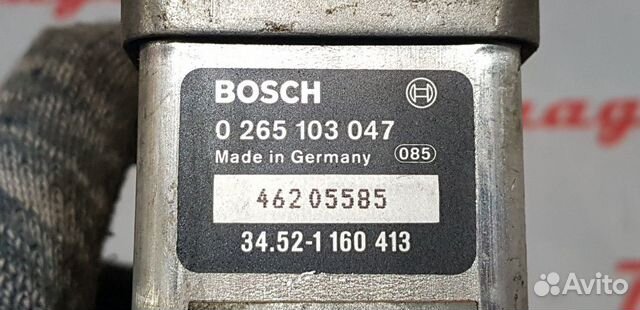 BOSCH
0 265 103 047
Made in Germany 085
46205585
34.52-1 160 413
Avito